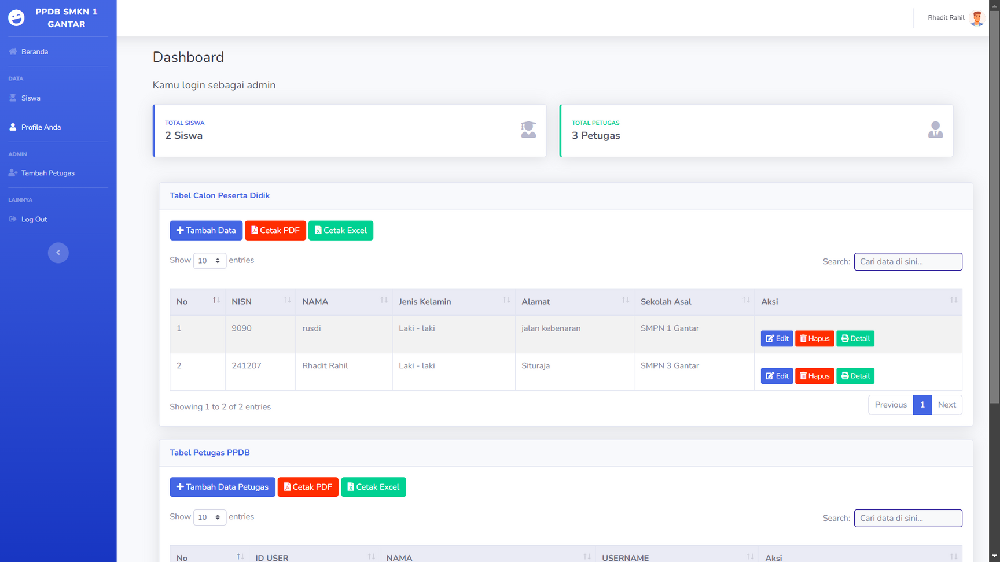 PPDB SMKN 1
GANTAR
Beranda
DATA
Siswa
Profile Anda
ADMIN
Tambah Petugas
LAINNYA
Log Out
Rhadit Rahil
Dashboard
Kamu login sebagai admin
TOTAL SISWA
2 Siswa
TOTAL PETUGAS
3 Petugas
Tabel Calon Peserta Didik
Tambah Data Cetak PDF Cetak Excel
Show 10 entries Search: Cari data di sini...
No NISN NAMA Jenis Kelamin Alamat Sekolah Asal Aksi
1 9090 rusdi Laki - laki jalan kebenaran SMPN 1 Gantar Edit Hapus Detail
2 241207 Rhadit Rahil Laki - laki Situraja SMPN 3 Gantar Edit Hapus Detail
Showing 1 to 2 of 2 entries Previous 1 Next
Tabel Petugas PPDB
Tambah Data Petugas Cetak PDF Cetak Excel
Show 10 entries Search: Cari data di sini...
No ID USER NAMA USERNAME Aksi